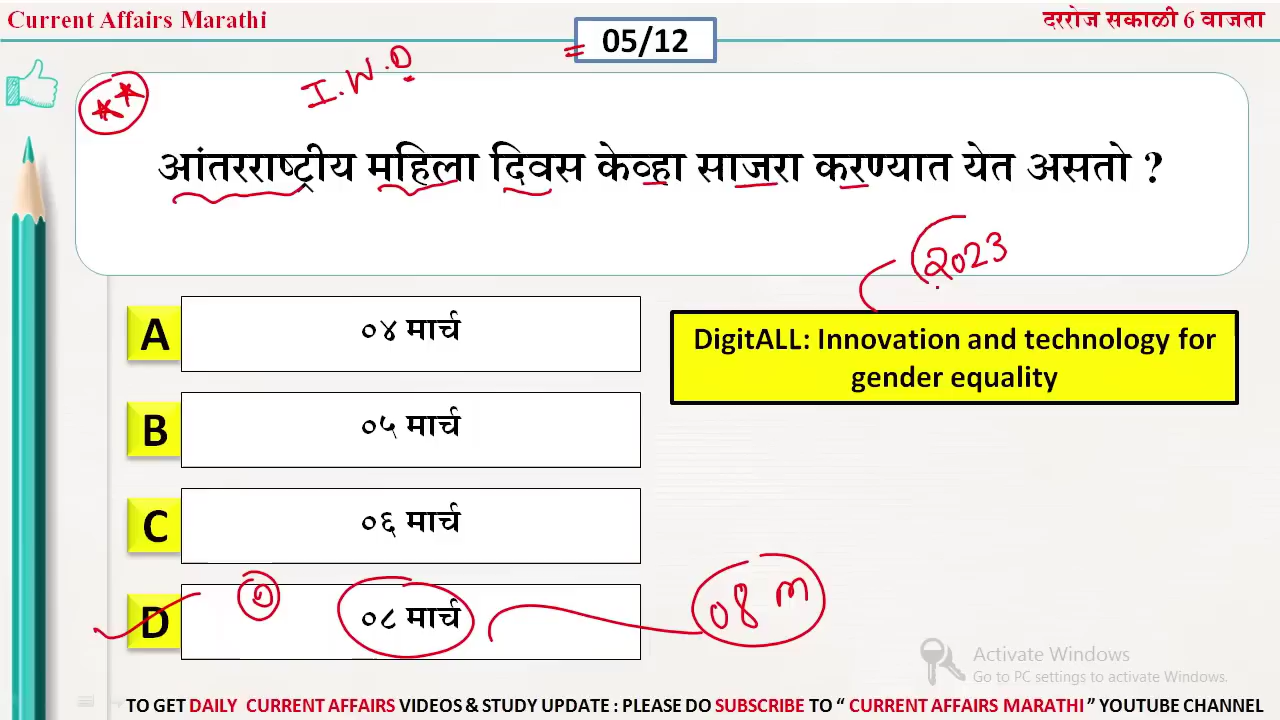 Current Affairs Marathi
दररोज सकाळी 6 वाजता
05/12
I.W.D
आंतरराष्ट्रीय महिला दिवस केव्हा साजरा करण्यात येत असतो ?
2023
A
०४ मार्च
DigitALL: Innovation and technology for
gender equality
B
०५ मार्च
C
०६ मार्च
D
D
०८ मार्च
08 m
Activate Windows
Go to PC settings to activate Windows.
TO GET DAILY CURRENT AFFAIRS VIDEOS & STUDY UPDATE : PLEASE DO SUBSCRIBE TO “ CURRENT AFFAIRS MARATHI ” YOUTUBE CHANNEL